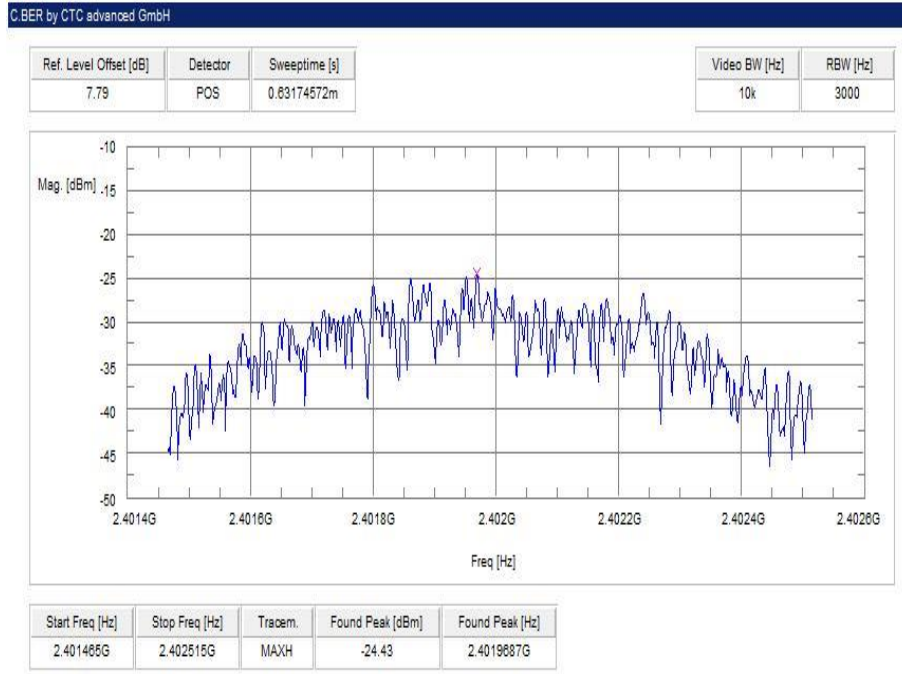 C.BER by CTC advanced GmbH
Ref. Level Offset [dB] Detector Sweeptime [s] Video BW [Hz] RBW [Hz]
7.79 POS 0.63174572m 10k 3000
-10
Mag. [dBm] -15
-20
-25
-30
-35
-40
-45
-50
2.4014G 2.4016G 2.4018G 2.402G 2.4022G 2.4024G 2.4026G
Freq [Hz]
Start Freq [Hz] Stop Freq [Hz] Tracem. Found Peak [dBm] Found Peak [Hz]
2.401465G 2.402515G MAXH -24.43 2.4019687G